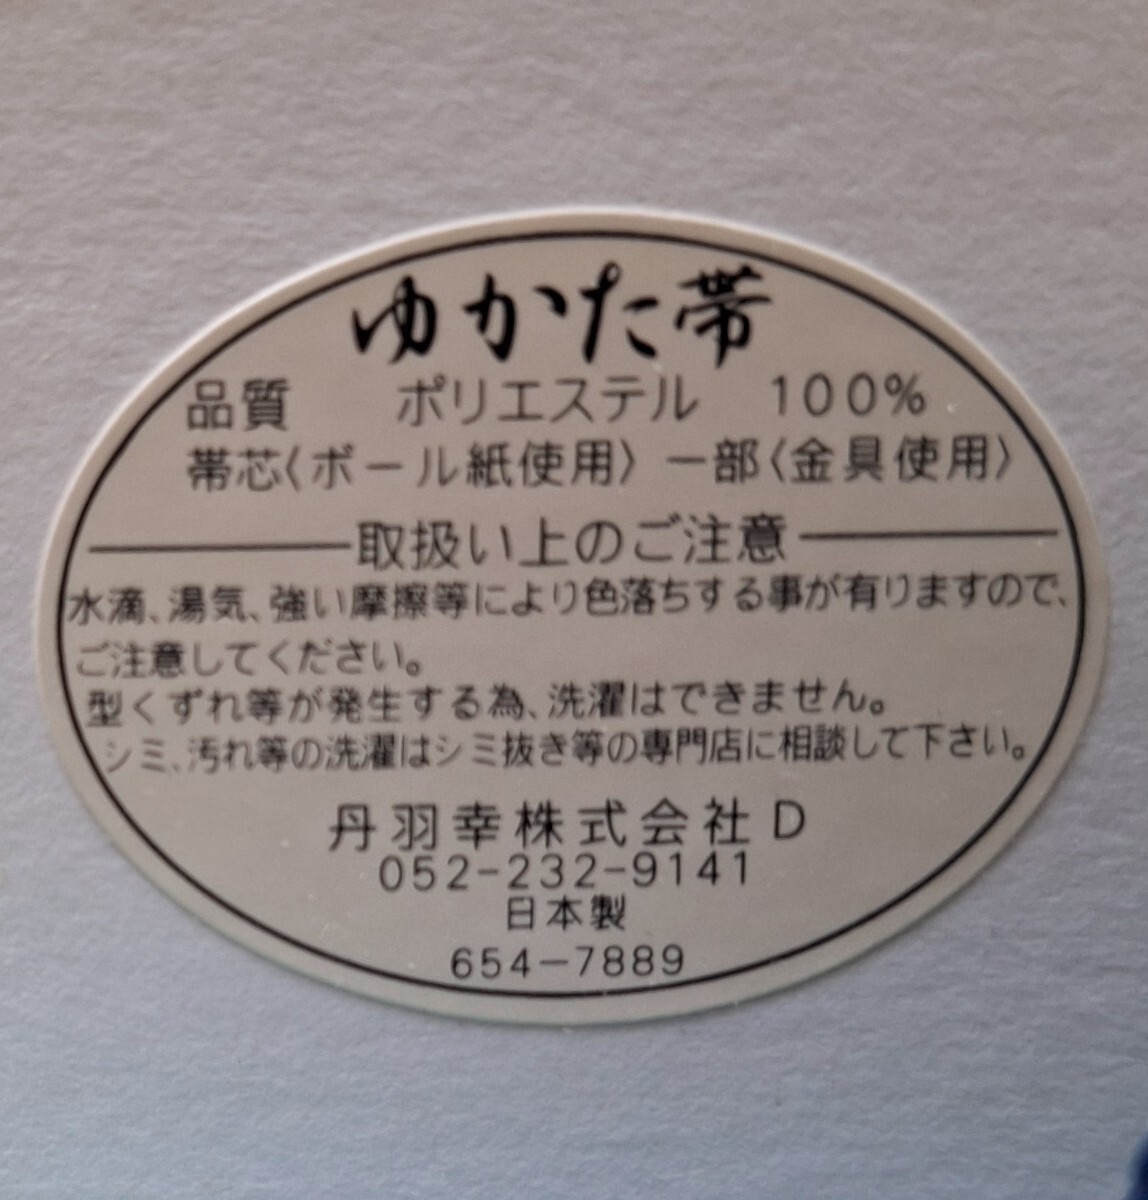 ゆかた帯
品質 ポリエステル 100%
帯芯〈ボール紙使用〉 一部〈金具使用〉
取扱い上のご注意
水滴、湯気、強い摩擦等により色落ちする事が有りますので、
ご注意してください。
型くずれ等が発生する為、洗濯はできません。
シミ、汚れ等の洗濯はシミ抜き等の専門店に相談して下さい。
丹羽幸株式会社 D
052-232-9141
日本製
654-7889